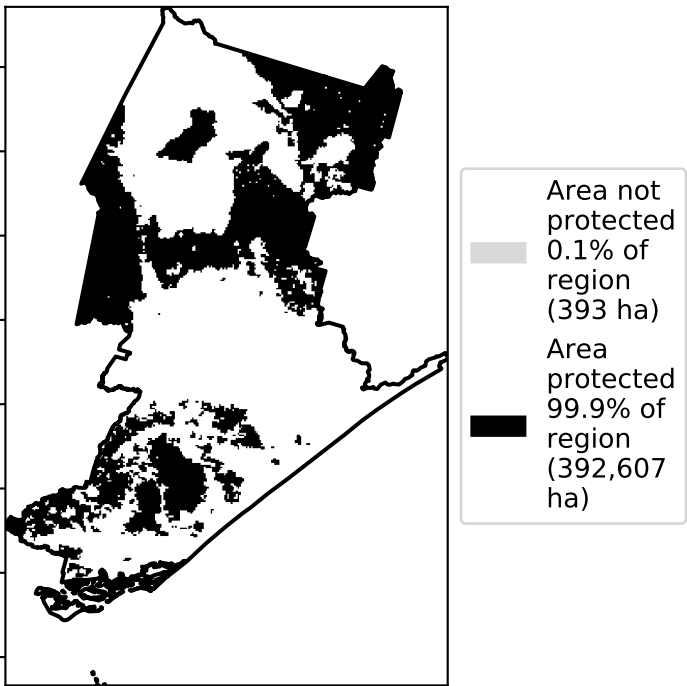 Area not
protected
0.1% of
region
(393 ha)
Area
protected
99.9% of
region
(392,607
ha)